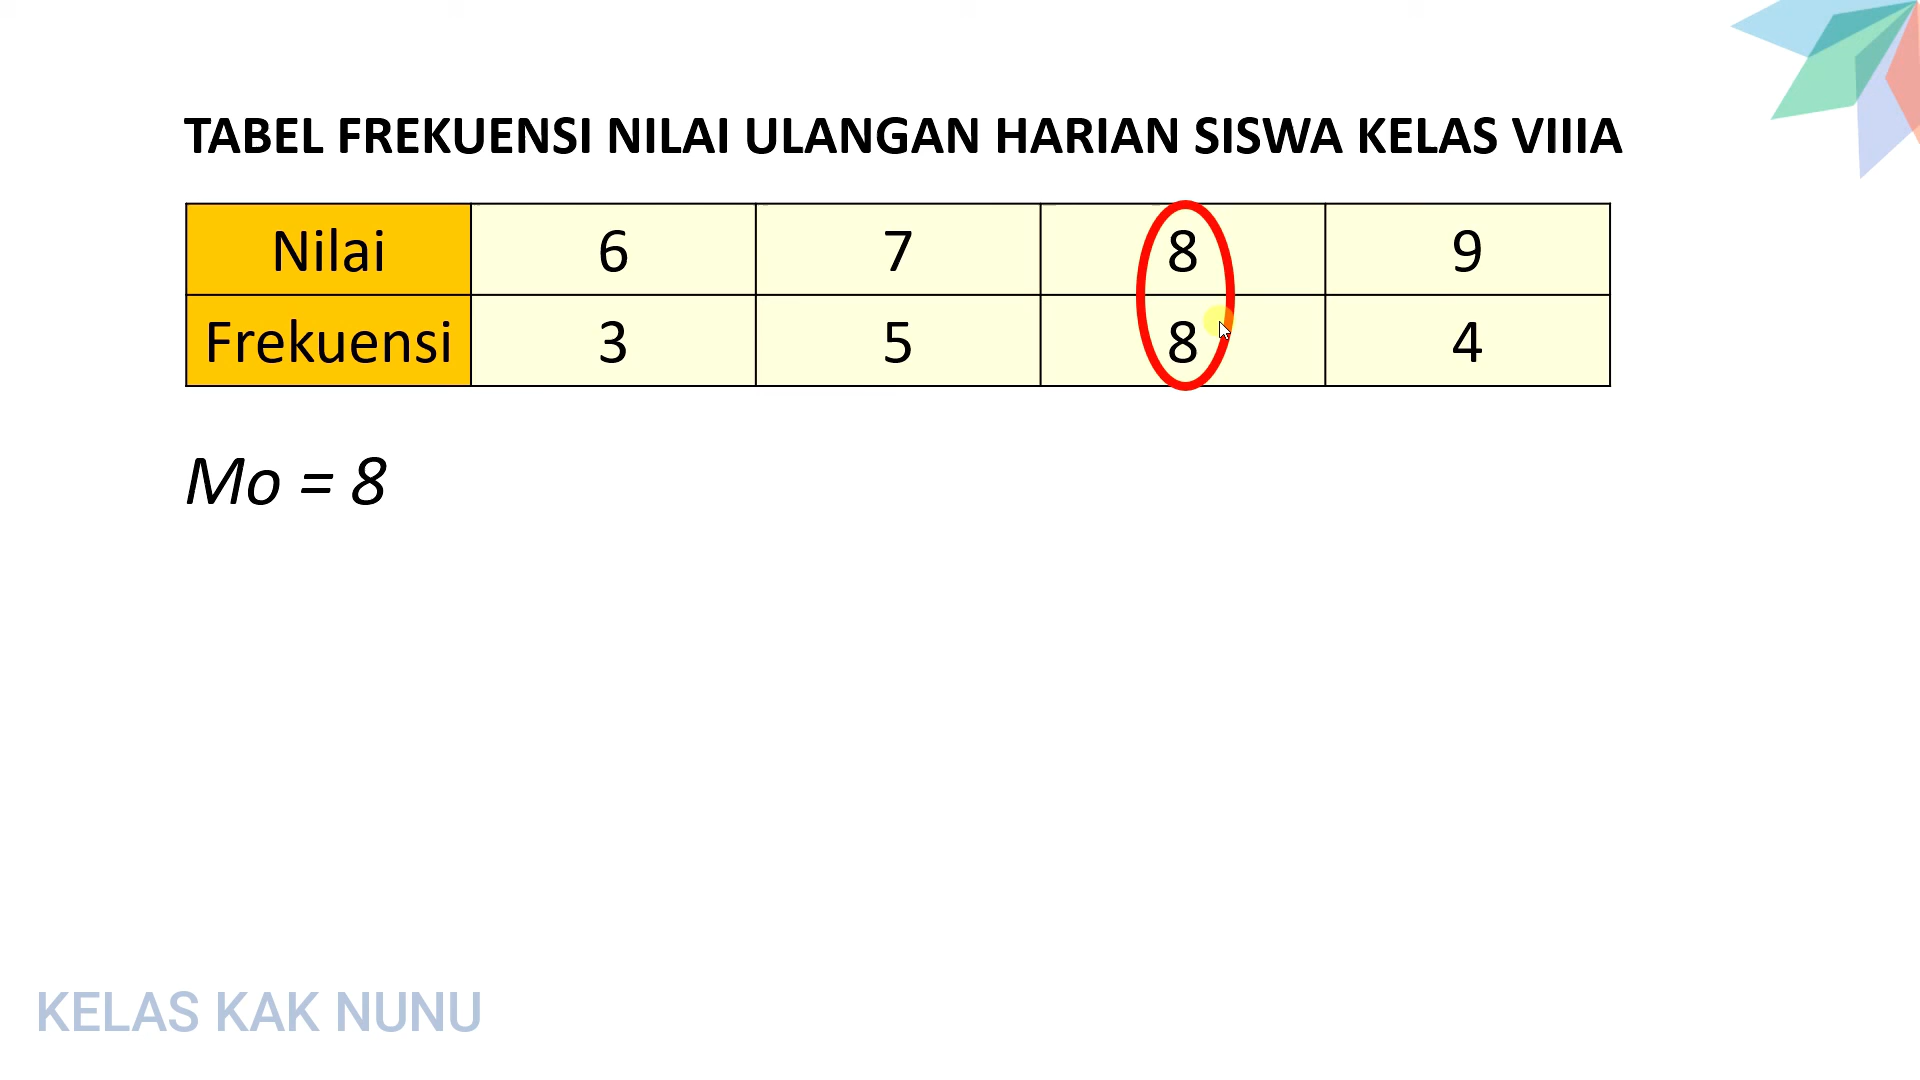 TABEL FREKUENSI NILAI ULANGAN HARIAN SISWA KELAS VIIIA
Nilai 6 7 8 9
Frekuensi 3 5 8 4
Mo = 8
KELAS KAK NUNU